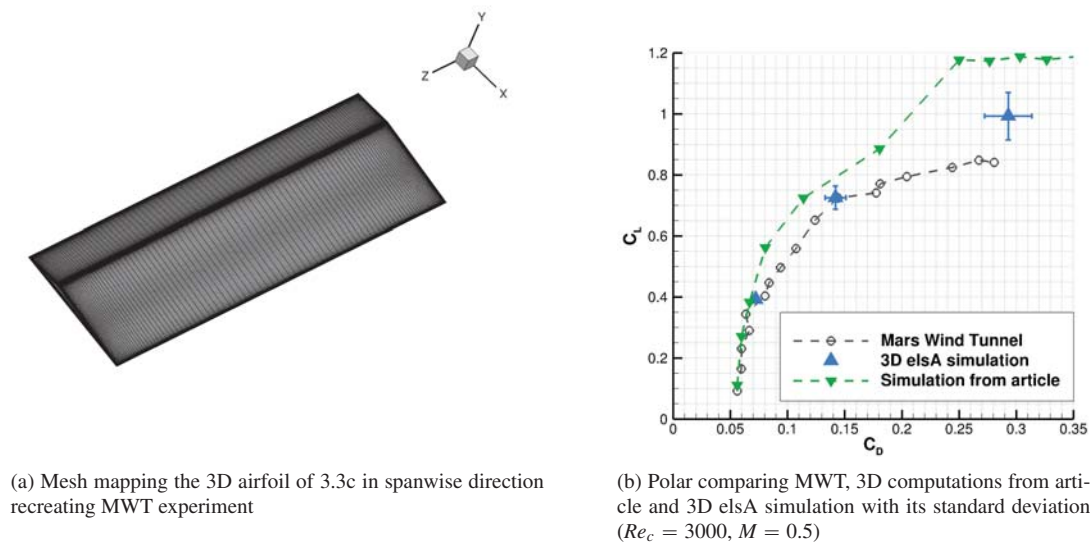 Y
Z
X
1.2
1
0.8
0.6
0.4
0.2
0
C_L
0 0.05 0.1 0.15 0.2 0.25 0.3 0.35
C_D
Mars Wind Tunnel
3D elsA simulation
Simulation from article
(a) Mesh mapping the 3D airfoil of 3.3c in spanwise direction
recreating MWT experiment
(b) Polar comparing MWT, 3D computations from arti-
cle and 3D elsA simulation with its standard deviation
(Re_c = 3000, M = 0.5)